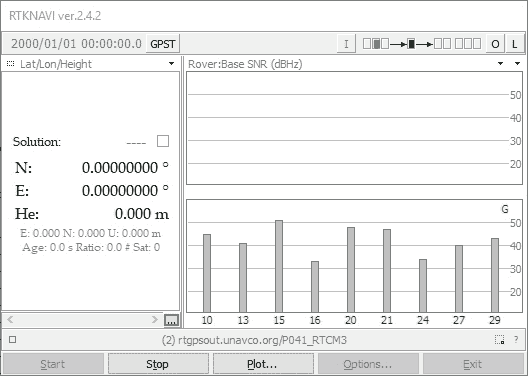 RTKNAVI ver.2.4.2
2000/01/01 00:00:00.0 GPST I O L
Lat/Lon/Height
Solution: ----
N: 0.00000000 °
E: 0.00000000 °
He: 0.000 m
E: 0.000 N: 0.000 U: 0.000 m
Age: 0.0 s Ratio: 0.0 # Sat: 0
...
Rover:Base SNR (dBHz)
50
40
30
20
G
50
40
30
20
10 13 15 16 20 21 24 27 29
(2) rtgpsout.unavco.org/P041_RTCM3 ?
Start Stop Plot... Options... Exit